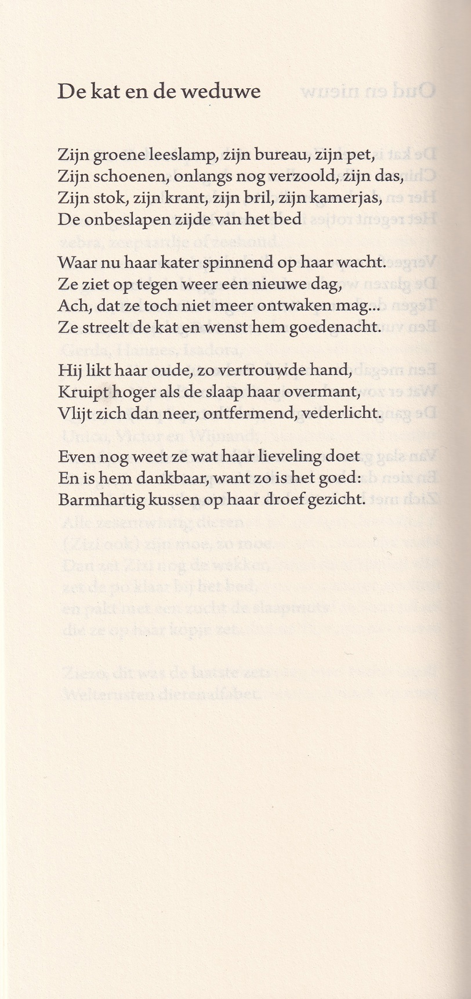 De kat en de weduwe
Zijn groene leeslamp, zijn bureau, zijn pet,
Zijn schoenen, onlangs nog verzoold, zijn das,
Zijn stok, zijn krant, zijn bril, zijn kamerjas,
De onbeslapen zijde van het bed
Waar nu haar kater spinnend op haar wacht.
Ze ziet op tegen weer een nieuwe dag,
Ach, dat ze toch niet meer ontwaken mag...
Ze streelt de kat en wenst hem goedenacht.
Hij likt haar oude, zo vertrouwde hand,
Kruipt hoger als de slaap haar overmant,
Vlijt zich dan neer, ontfermend, vederlicht.
Even nog weet ze wat haar lieveling doet
En is hem dankbaar, want zo is het goed:
Barmhartig kussen op haar droef gezicht.